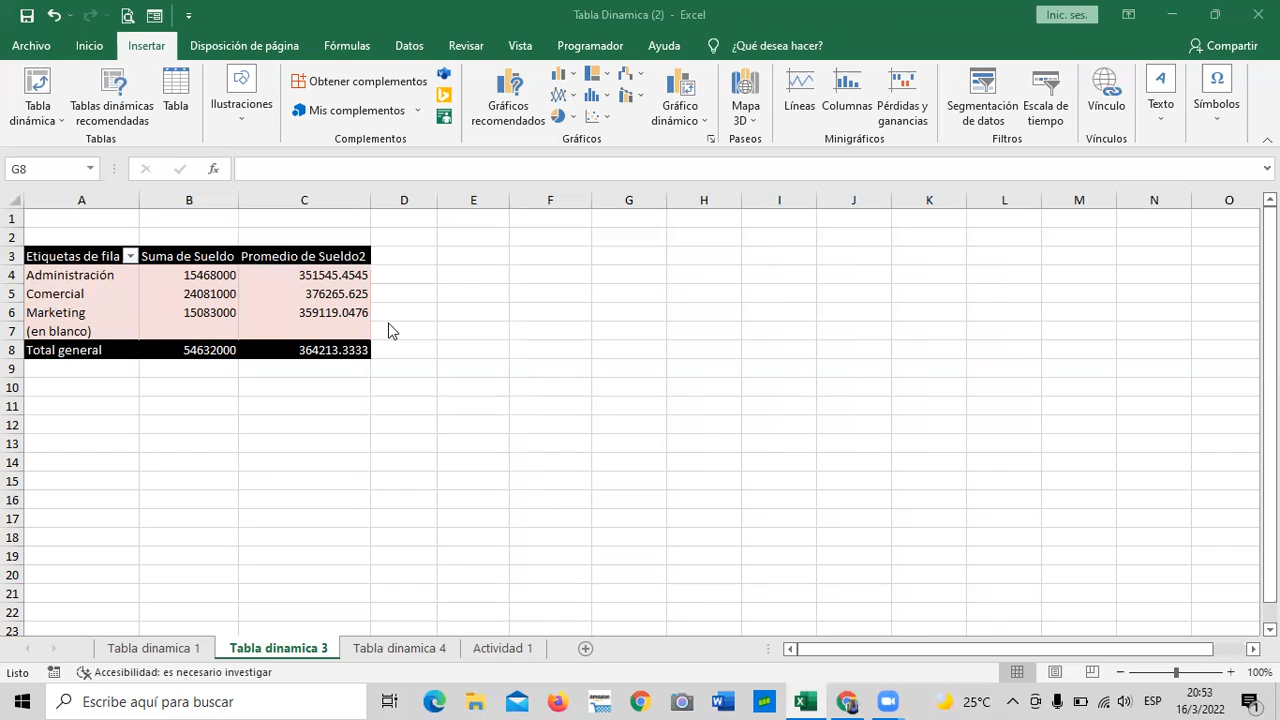 Tabla Dinamica (2) - Excel
Inic. ses.
Archivo Inicio Insertar Disposición de página Fórmulas Datos Revisar Vista Programador Ayuda ¿Qué desea hacer? Compartir
Tabla dinámica
Tablas dinámicas recomendadas
Tabla
Tablas
Ilustraciones
Obtener complementos
Mis complementos
Complementos
Gráficos recomendados
Gráfico dinámico
Gráficos
Mapa 3D
Paseos
Líneas
Columnas
Pérdidas y ganancias
Minigráficos
Segmentación de datos
Escala de tiempo
Filtros
Vínculo
Vínculos
Texto
Símbolos
G8 fx
A B C D E F G H I J K L M N O
1
2
3 Etiquetas de fila Suma de Sueldo Promedio de Sueldo2
4 Administración 15468000 351545.4545
5 Comercial 24081000 376265.625
6 Marketing 15083000 359119.0476
7 (en blanco)
8 Total general 54632000 364213.3333
9
10
11
12
13
14
15
16
17
18
19
20
21
22
23
Tabla dinamica 1 Tabla dinamica 3 Tabla dinamica 4 Actividad 1
Listo Accesibilidad: es necesario investigar 100%
Escribe aquí para buscar 25°C ESP 20:53
16/3/2022